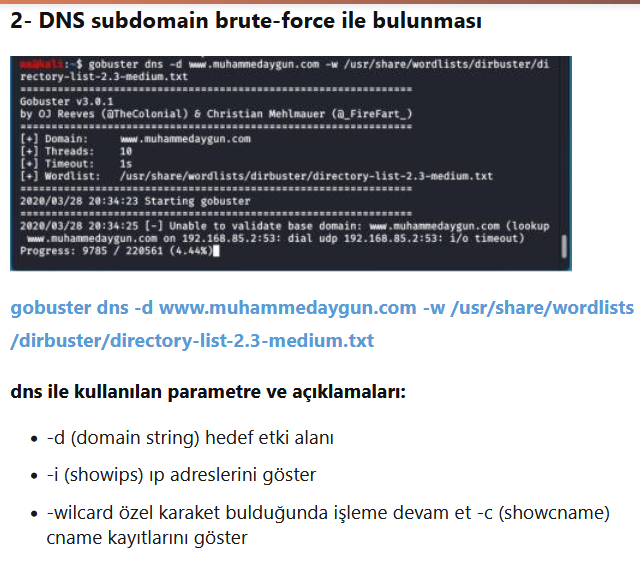 2- DNS subdomain brute-force ile bulunması
:~$ gobuster dns -d www.muhammedaygun.com -w /usr/share/wordlists/dirbuster/di
rectory-list-2.3-medium.txt
===============================================================
Gobuster v3.0.1
by OJ Reeves (@TheColonial) & Christian Mehlmauer (@_FireFart_)
===============================================================
[+] Domain:     www.muhammedaygun.com
[+] Threads:    10
[+] Timeout:    1s
[+] Wordlist:   /usr/share/wordlists/dirbuster/directory-list-2.3-medium.txt
===============================================================
2020/03/28 20:34:23 Starting gobuster
===============================================================
2020/03/28 20:34:25 [-] Unable to validate base domain: www.muhammedaygun.com (lookup
www.muhammedaygun.com on 192.168.85.2:53: dial udp 192.168.85.2:53: i/o timeout)
Progress: 9785 / 220561 (4.44%)
gobuster dns -d www.muhammedaygun.com -w /usr/share/wordlists
/dirbuster/directory-list-2.3-medium.txt
dns ile kullanılan parametre ve açıklamaları:
• -d (domain string) hedef etki alanı
• -i (showips) ıp adreslerini göster
• -wilcard özel karaket bulduğunda işleme devam et -c (showcname)
cname kayıtlarını göster